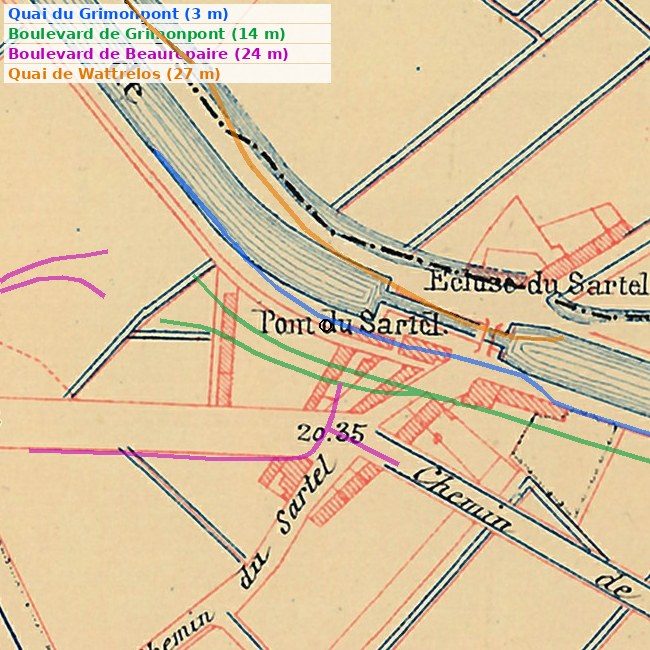 Quai du Grimonpont (3 m)
Boulevard de Grimonpont (14 m)
Boulevard de Beaurepaire (24 m)
Quai de Wattrelos (27 m)
Ecluse du Sartel
Pont du Sartel.
20.35
Chemin de
Chemin du Sartel